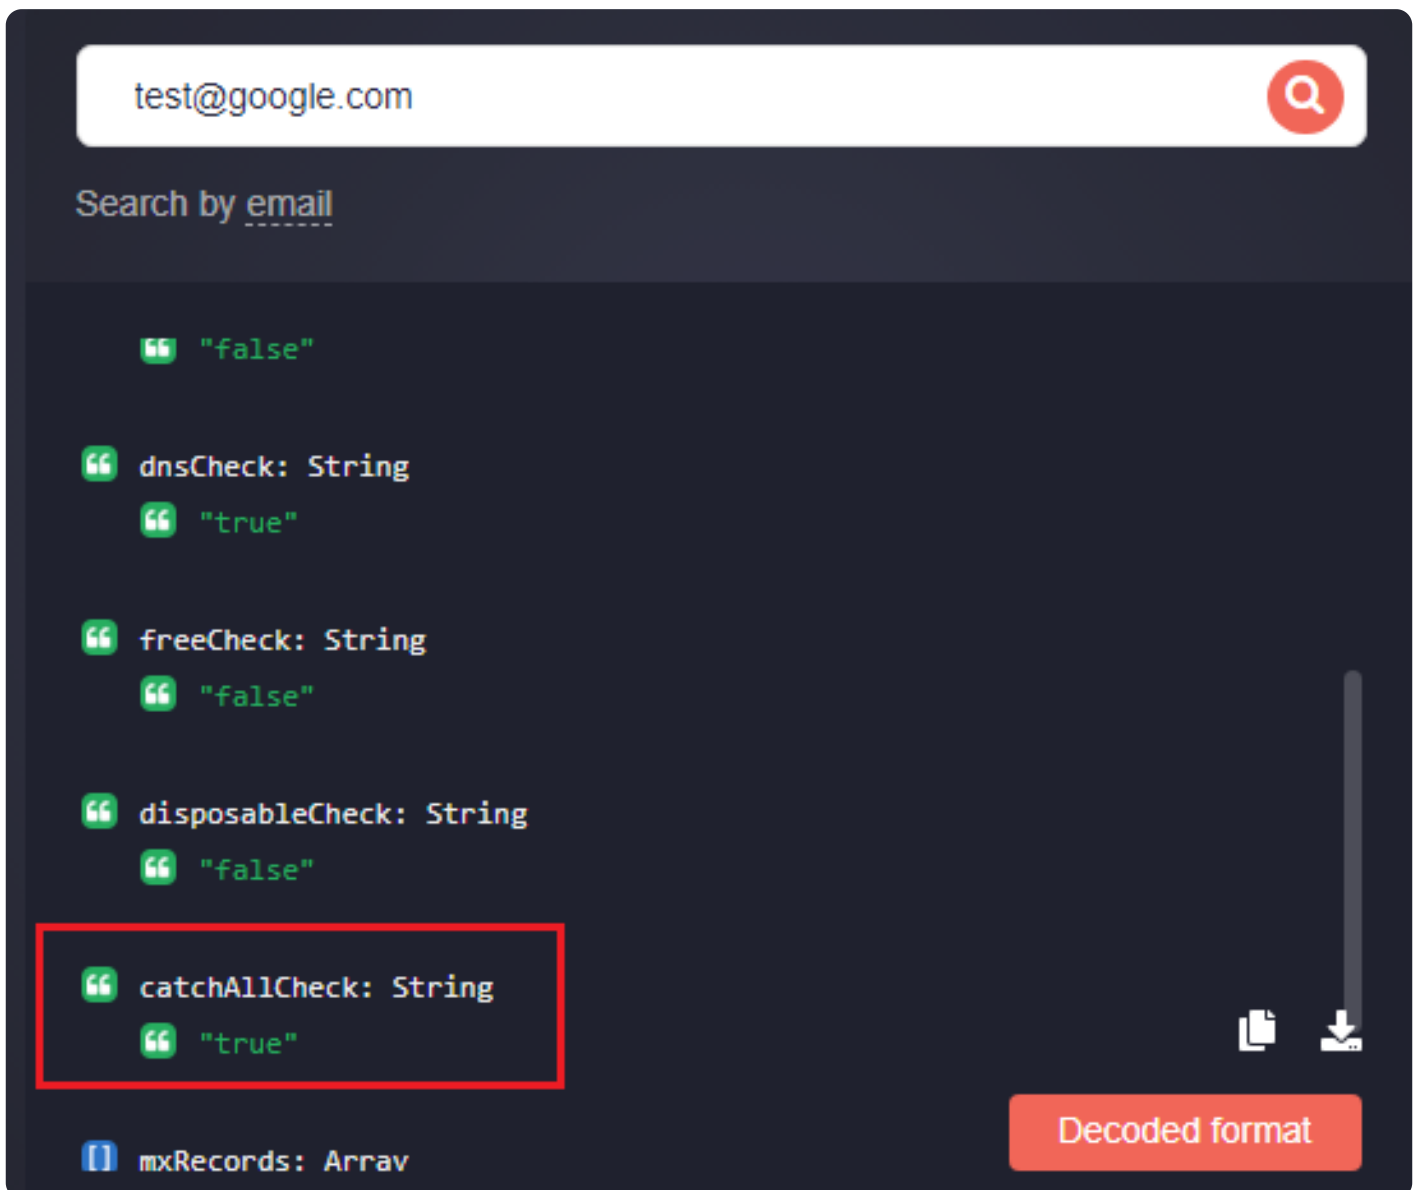 test@google.com
Search by email
"false"
dnsCheck: String
"true"
freeCheck: String
"false"
disposableCheck: String
"false"
catchAllCheck: String
"true"
mxRecords: Array
Decoded format